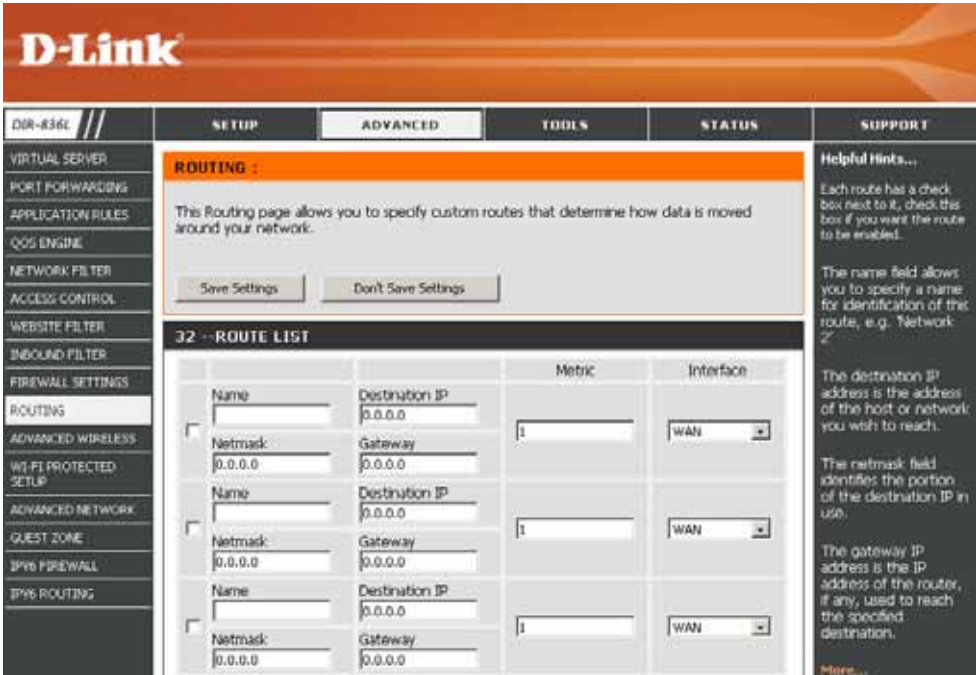 D-Link
DIR-836L
SETUP
ADVANCED
TOOLS
STATUS
SUPPORT
VIRTUAL SERVER
PORT FORWARDING
APPLICATION RULES
QOS ENGINE
NETWORK FILTER
ACCESS CONTROL
WEBSITE FILTER
INBOUND FILTER
FIREWALL SETTINGS
ROUTING
ADVANCED WIRELESS
WI-FI PROTECTED
SETUP
ADVANCED NETWORK
GUEST ZONE
IPV6 FIREWALL
IPV6 ROUTING
ROUTING :
This Routing page allows you to specify custom routes that determine how data is moved
around your network.
Save Settings
Don't Save Settings
32 --ROUTE LIST
Metric
Interface
Name
Destination IP
0.0.0.0
1
WAN
Netmask
Gateway
0.0.0.0
0.0.0.0
Name
Destination IP
0.0.0.0
1
WAN
Netmask
Gateway
0.0.0.0
0.0.0.0
Name
Destination IP
0.0.0.0
1
WAN
Netmask
Gateway
0.0.0.0
0.0.0.0
Helpful Hints...
Each route has a check
box next to it, check this
box if you want the route
to be enabled.
The name field allows
you to specify a name
for identification of this
route, e.g. 'Network
2'
The destination IP
address is the address
of the host or network
you wish to reach.
The netmask field
identifies the portion
of the destination IP in
use.
The gateway IP
address is the IP
address of the router,
if any, used to reach
the specified
destination.
More...